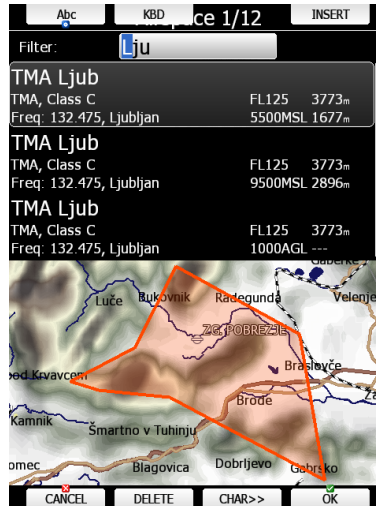 Abc
KBD
INSERT
ce 1/12
Filter:
Lju
TMA Ljub
TMA, Class C
FL125 3773m
Freq: 132.475, Ljubljan
5500MSL 1677m
TMA Ljub
TMA, Class C
FL125 3773m
Freq: 132.475, Ljubljan
9500MSL 2896m
TMA Ljub
TMA, Class C
FL125 3773m
Freq: 132.475, Ljubljan
1000AGL ---
Gaberke
Luče
Bukovnik
Radegunda
Velenje
ZG. POBREZJE
od Krvavcem
Braslovče
Brode
Kamnik
Šmartno v Tuhinju
omec
Blagovica
Dobrljevo
Gabrsko
CANCEL
DELETE
CHAR>>
OK